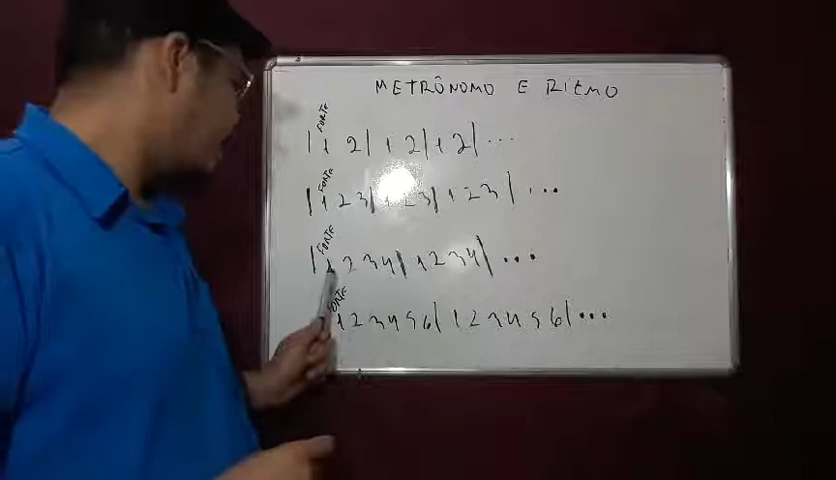 METRÔNOMO E RITMO
FORTE
| 1 2 | 1 2 | 1 2 | ...
FORTE
| 1 2 3 | 1 2 3 | 1 2 3 | ...
FORTE
| 1 2 3 4 | 1 2 3 4 | ...
FORTE
1 2 3 4 5 6 | 1 2 3 4 5 6 | ...